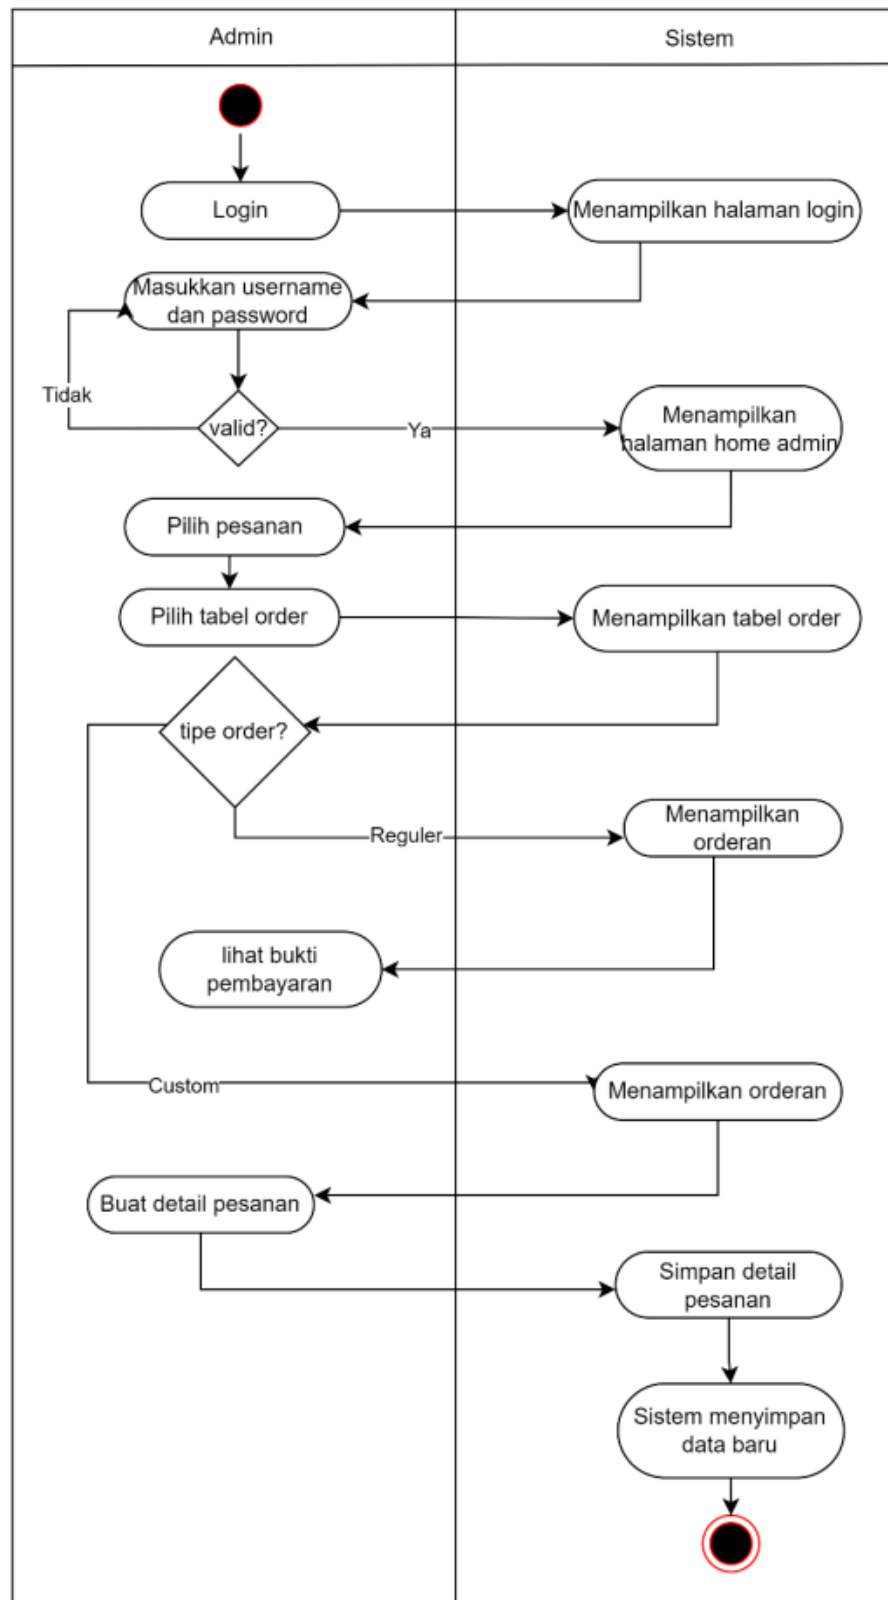 Admin
Sistem
Login
Menampilkan halaman login
Masukkan username
dan password
Tidak
valid?
Ya
Menampilkan
halaman home admin
Pilih pesanan
Pilih tabel order
Menampilkan tabel order
tipe order?
Reguler
Menampilkan
orderan
lihat bukti
pembayaran
Custom
Menampilkan orderan
Buat detail pesanan
Simpan detail
pesanan
Sistem menyimpan
data baru